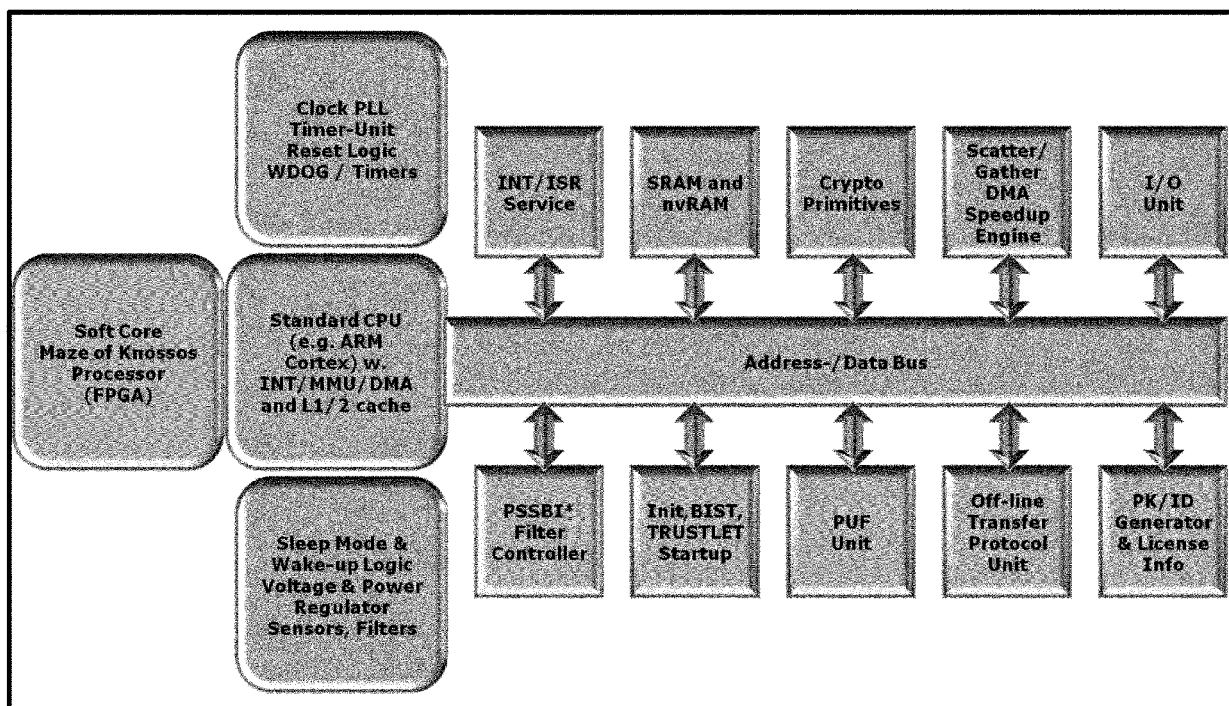 Clock PLL
Timer-Unit
Reset Logic
WDOG / Timers
INT/ISR
Service
SRAM and
nvRAM
Crypto
Primitives
Scatter/
Gather
DMA
Speedup
Engine
I/O
Unit
Soft Core
Maze of Knossos
Processor
(FPGA)
Standard CPU
(e.g. ARM
Cortex) w.
INT/MMU/DMA
and L1/2 cache
Address-/Data Bus
Sleep Mode &
Wake-up Logic
Voltage & Power
Regulator
Sensors, Filters
PSSBI*
Filter
Controller
Init,BIST,
TRUSTLET
Startup
PUF
Unit
Off-line
Transfer
Protocol
Unit
PK/ID
Generator
& License
Info